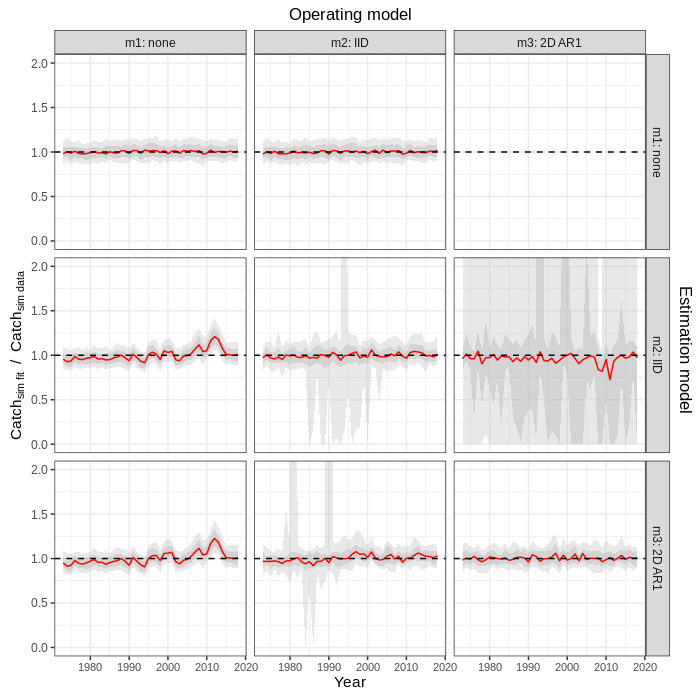 Operating model
m1: none m2: IID m3: 2D AR1
2.0
1.5
1.0
0.5
0.0
m1: none
2.0
1.5
1.0
0.5
0.0
m2: IID
Catchsim fit / Catchsim data
Estimation model
2.0
1.5
1.0
0.5
0.0
m3: 2D AR1
1980 1990 2000 2010 2020 1980 1990 2000 2010 2020 1980 1990 2000 2010 2020
Year